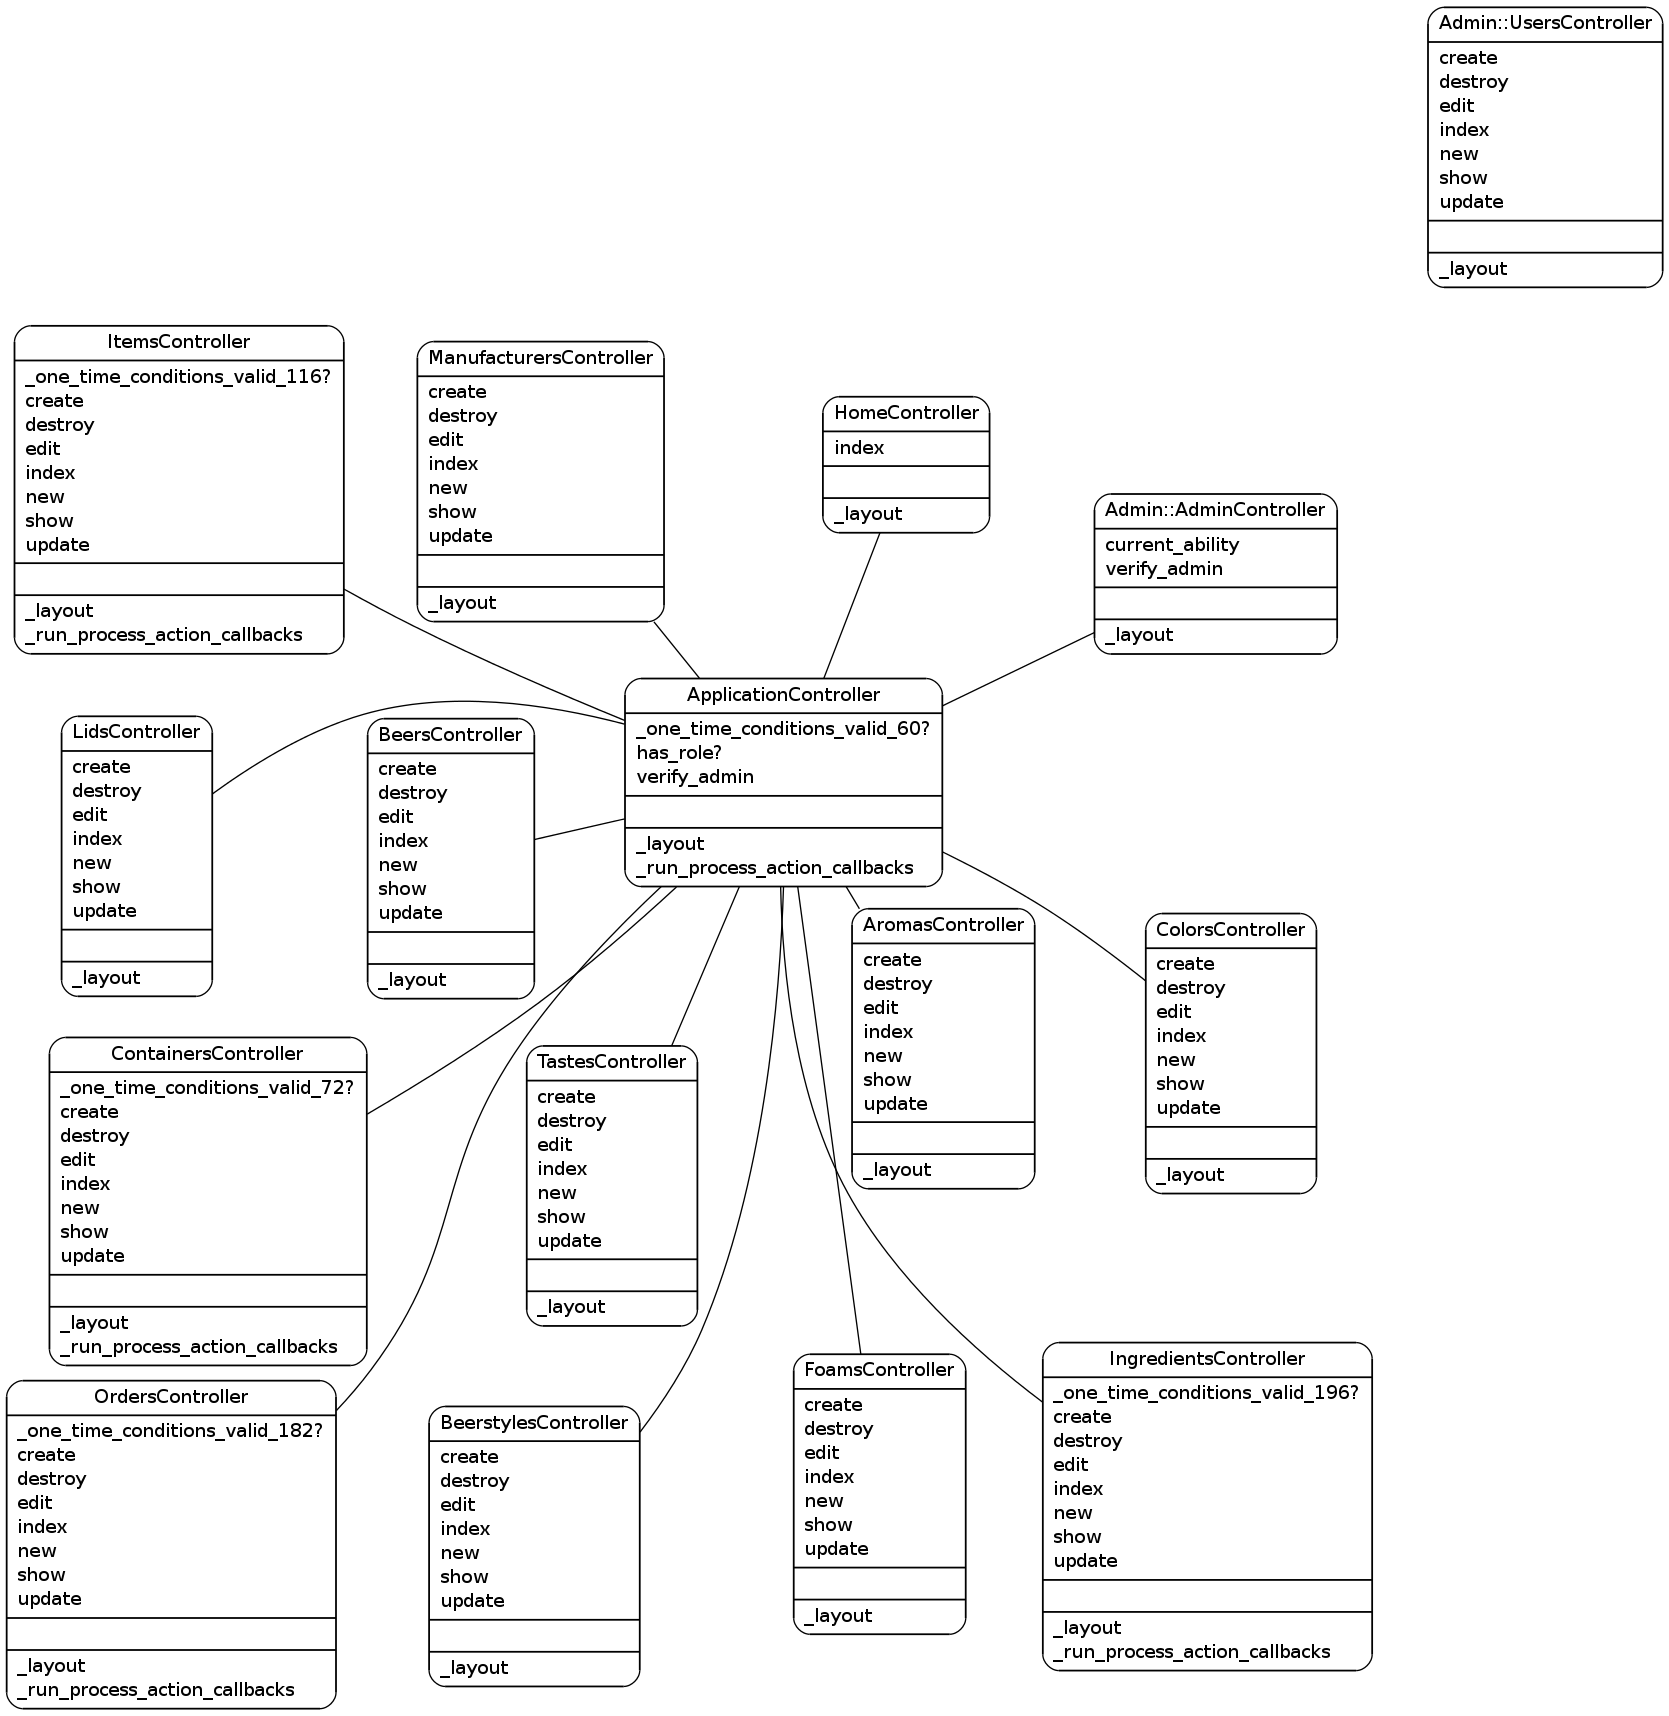 Admin::UsersController
create
destroy
edit
index
new
show
update
_layout
ItemsController
_one_time_conditions_valid_116?
create
destroy
edit
index
new
show
update
_layout
_run_process_action_callbacks
ManufacturersController
create
destroy
edit
index
new
show
update
_layout
HomeController
index
_layout
Admin::AdminController
current_ability
verify_admin
_layout
ApplicationController
_one_time_conditions_valid_60?
has_role?
verify_admin
_layout
_run_process_action_callbacks
LidsController
create
destroy
edit
index
new
show
update
_layout
BeersController
create
destroy
edit
index
new
show
update
_layout
AromasController
create
destroy
edit
index
new
show
update
_layout
ColorsController
create
destroy
edit
index
new
show
update
_layout
ContainersController
_one_time_conditions_valid_72?
create
destroy
edit
index
new
show
update
_layout
_run_process_action_callbacks
TastesController
create
destroy
edit
index
new
show
update
_layout
OrdersController
_one_time_conditions_valid_182?
create
destroy
edit
index
new
show
update
_layout
_run_process_action_callbacks
BeerstylesController
create
destroy
edit
index
new
show
update
_layout
FoamsController
create
destroy
edit
index
new
show
update
_layout
IngredientsController
_one_time_conditions_valid_196?
create
destroy
edit
index
new
show
update
_layout
_run_process_action_callbacks